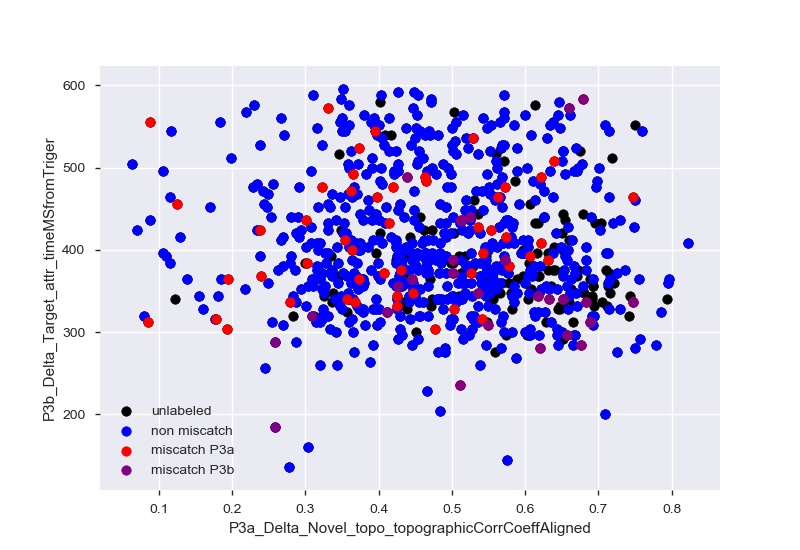 600
500
400
300
200
P3b_Delta_Target_attr_timeMSfromTriger
unlabeled
non miscatch
miscatch P3a
miscatch P3b
0.1 0.2 0.3 0.4 0.5 0.6 0.7 0.8
P3a_Delta_Novel_topo_topographicCorrCoeffAligned